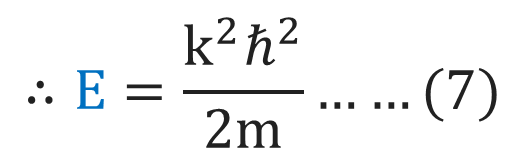 ∴ E = k²ℏ²/2m … … (7)